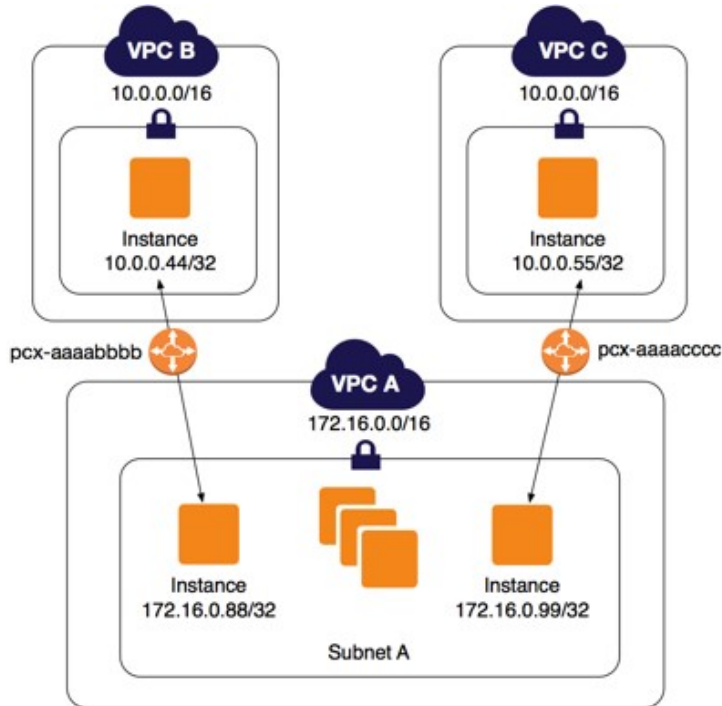 VPC B
10.0.0.0/16
Instance
10.0.0.44/32
VPC C
10.0.0.0/16
Instance
10.0.0.55/32
pcx-aaaabbbb
pcx-aaaacccc
VPC A
172.16.0.0/16
Instance
172.16.0.88/32
Instance
172.16.0.99/32
Subnet A